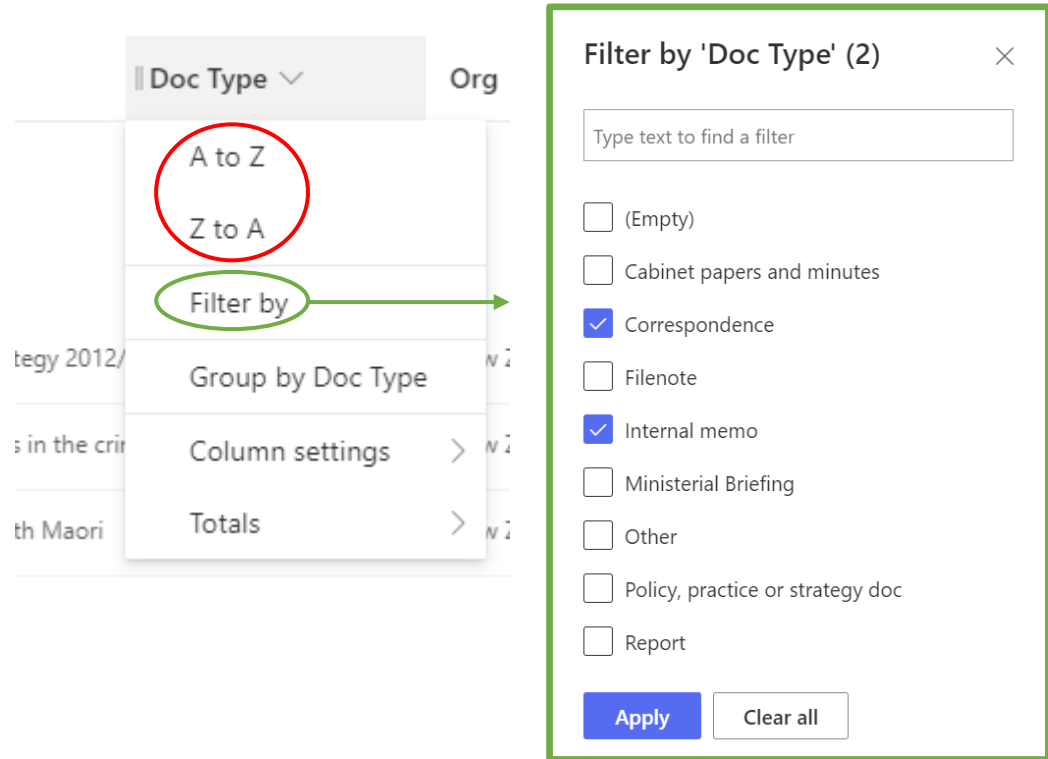 Doc Type
Org
A to Z
Z to A
Filter by
tegy 2012/
Group by Doc Type
s in the crir
Column settings
th Maori
Totals
Filter by 'Doc Type' (2)
Type text to find a filter
(Empty)
Cabinet papers and minutes
Correspondence
Filenote
Internal memo
Ministerial Briefing
Other
Policy, practice or strategy doc
Report
Apply
Clear all